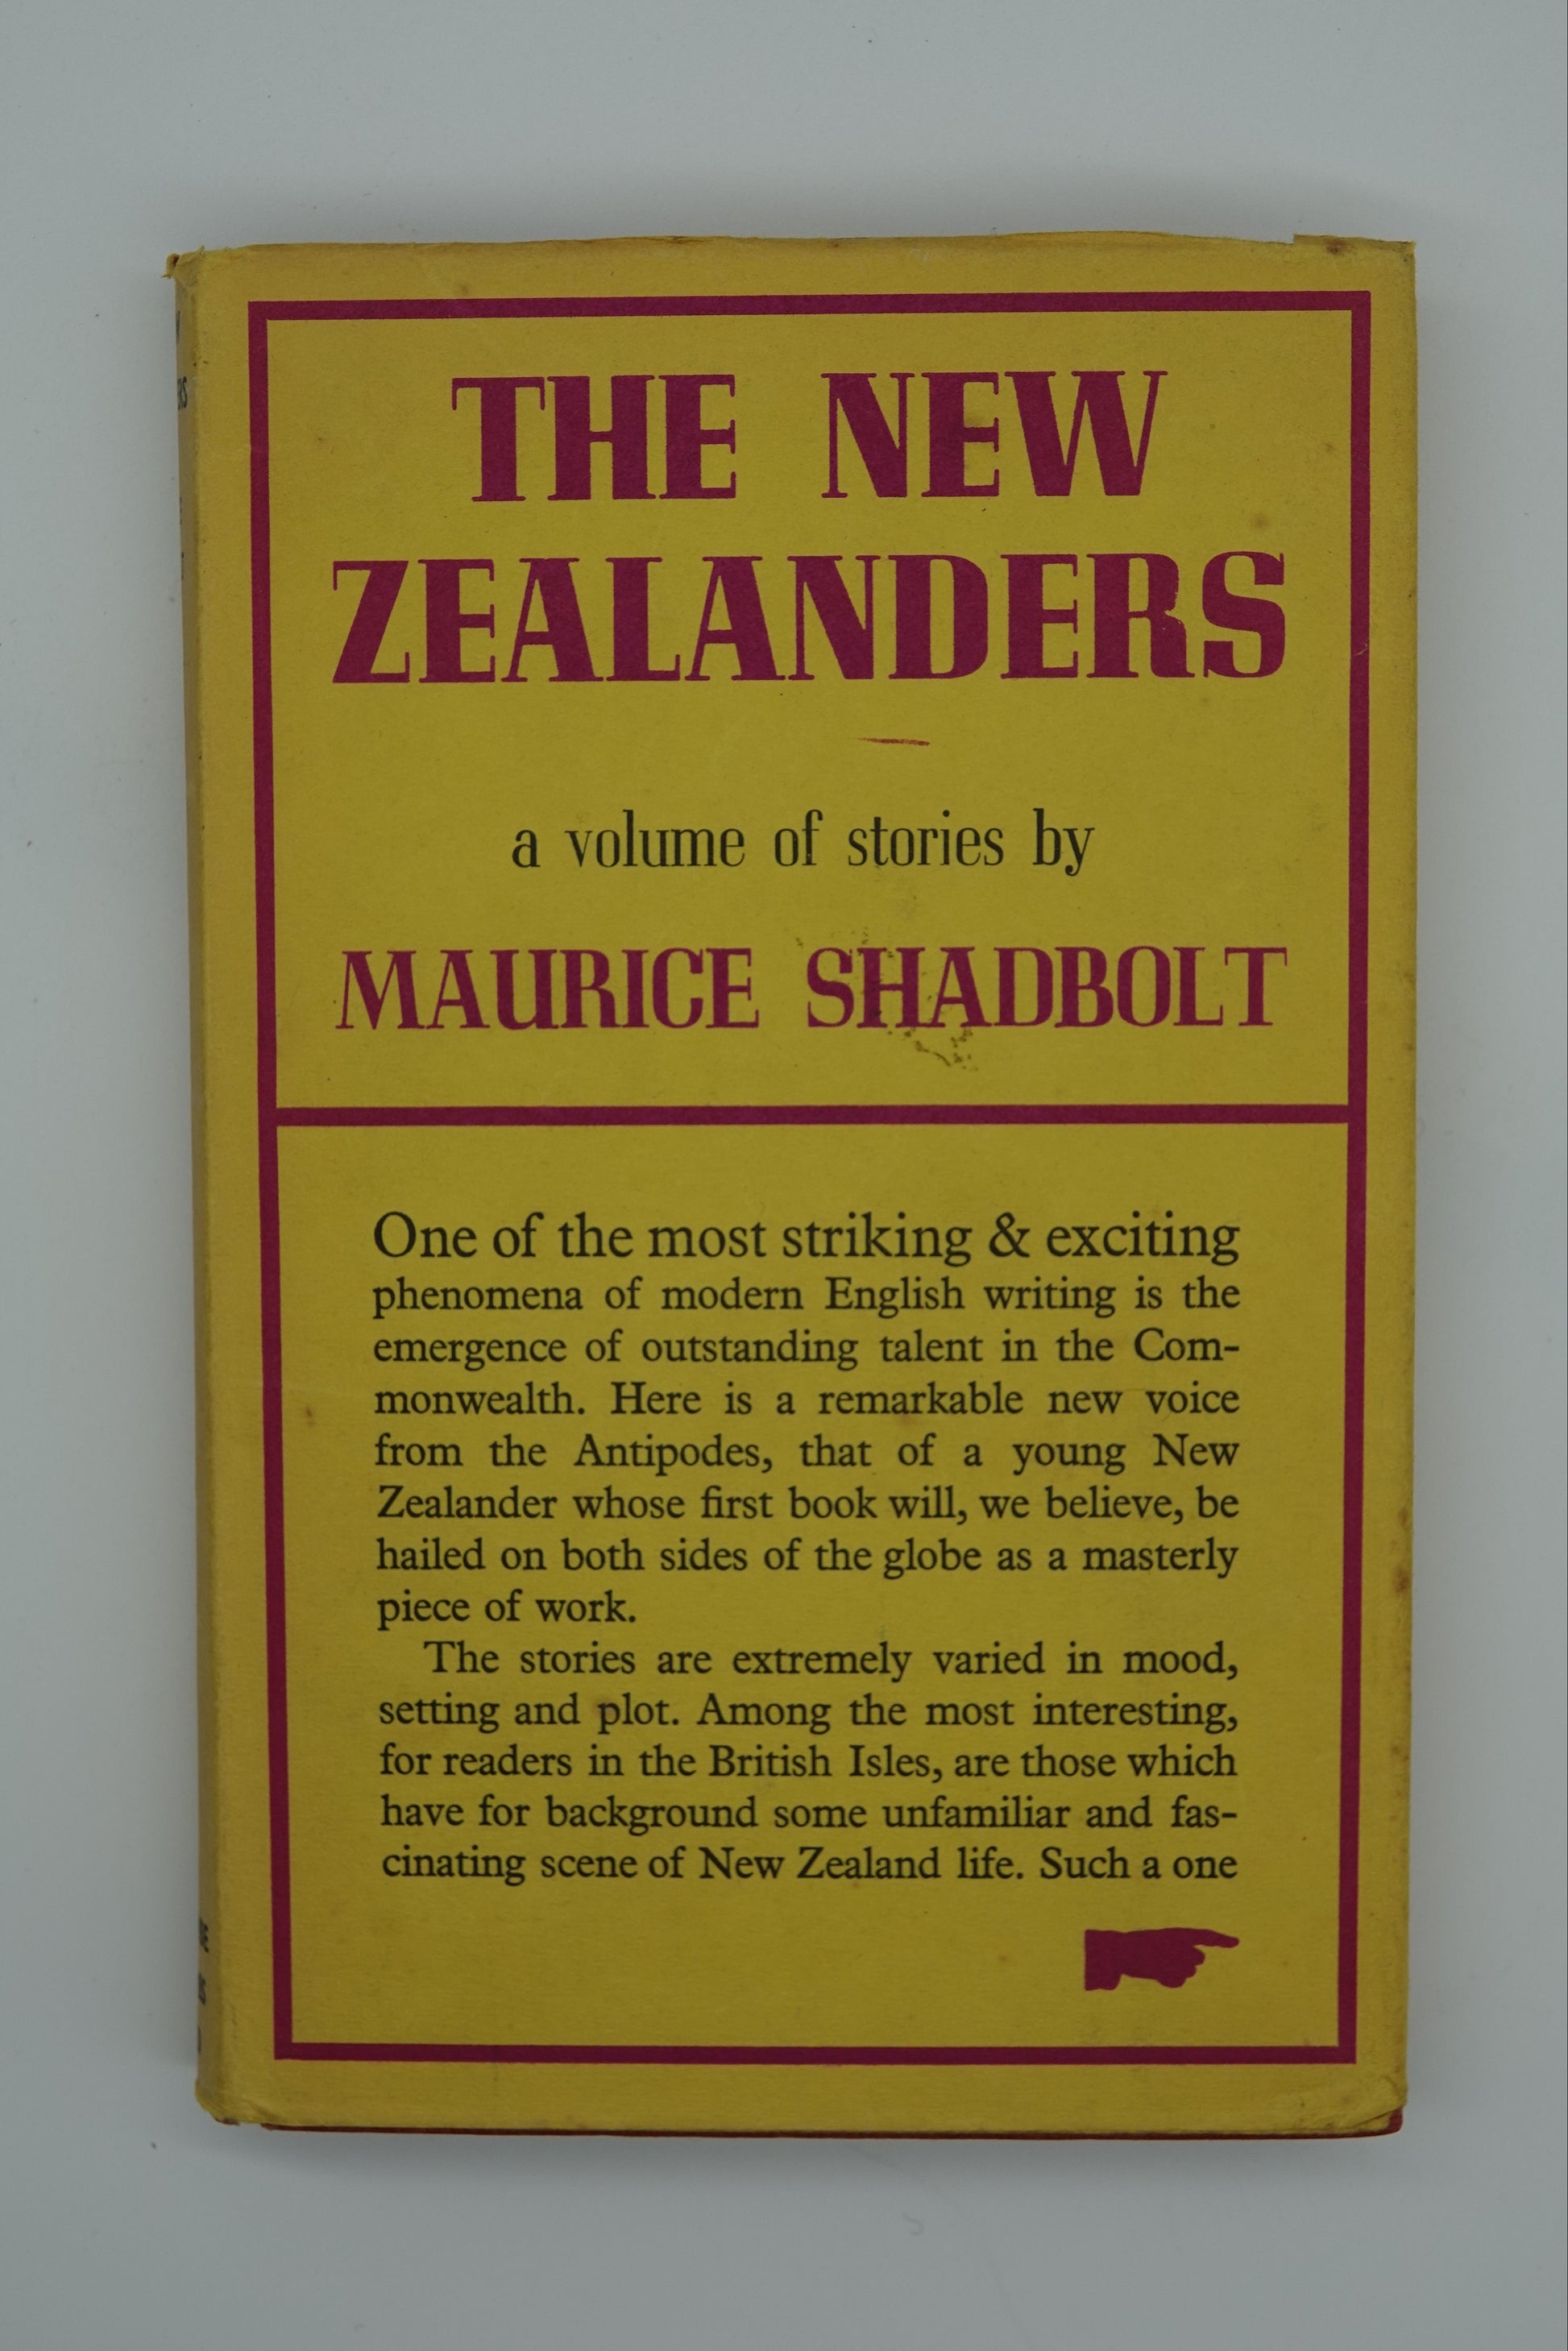 THE NEW
ZEALANDERS
a volume of stories by
MAURICE SHADBOLT
One of the most striking & exciting
phenomena of modern English writing is the
emergence of outstanding talent in the Com-
monwealth. Here is a remarkable new voice
from the Antipodes, that of a young New
Zealander whose first book will, we believe, be
hailed on both sides of the globe as a masterly
piece of work.
The stories are extremely varied in mood,
setting and plot. Among the most interesting,
for readers in the British Isles, are those which
have for background some unfamiliar and fas-
cinating scene of New Zealand life. Such a one